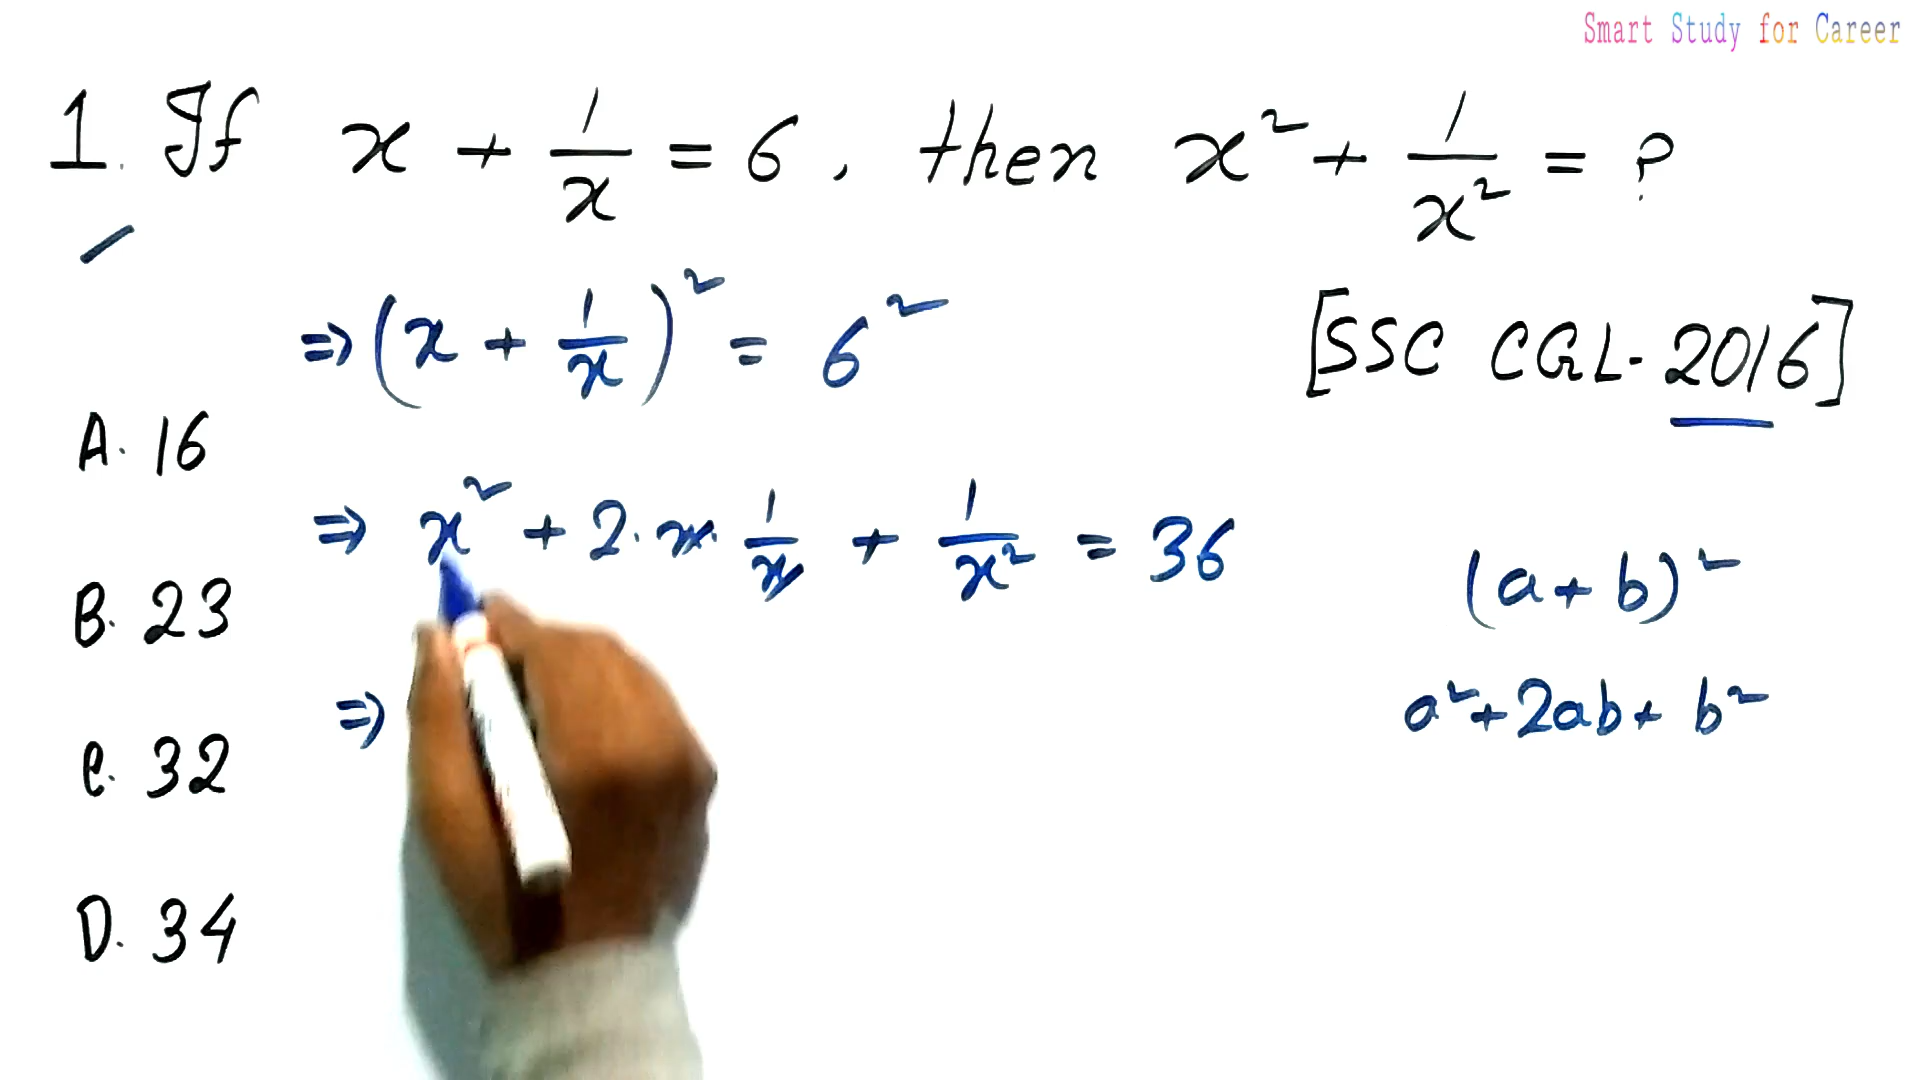 Smart Study for Career
1. If x + 1/x = 6, then x² + 1/x² = ?
⇒ (x + 1/x)² = 6²
[SSC CGL-2016]
A. 16
⇒ x² + 2·x·1/x + 1/x² = 36
(a+b)²
B. 23
a²+2ab+b²
⇒
C. 32
D. 34